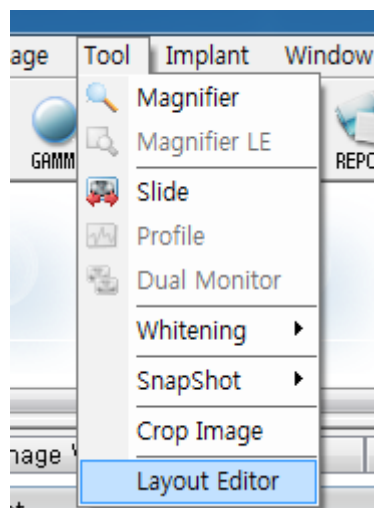 age Tool Implant Window
GAMM
REPO
Magnifier
Magnifier LE
Slide
Profile
Dual Monitor
Whitening
SnapShot
Crop Image
nage
Layout Editor